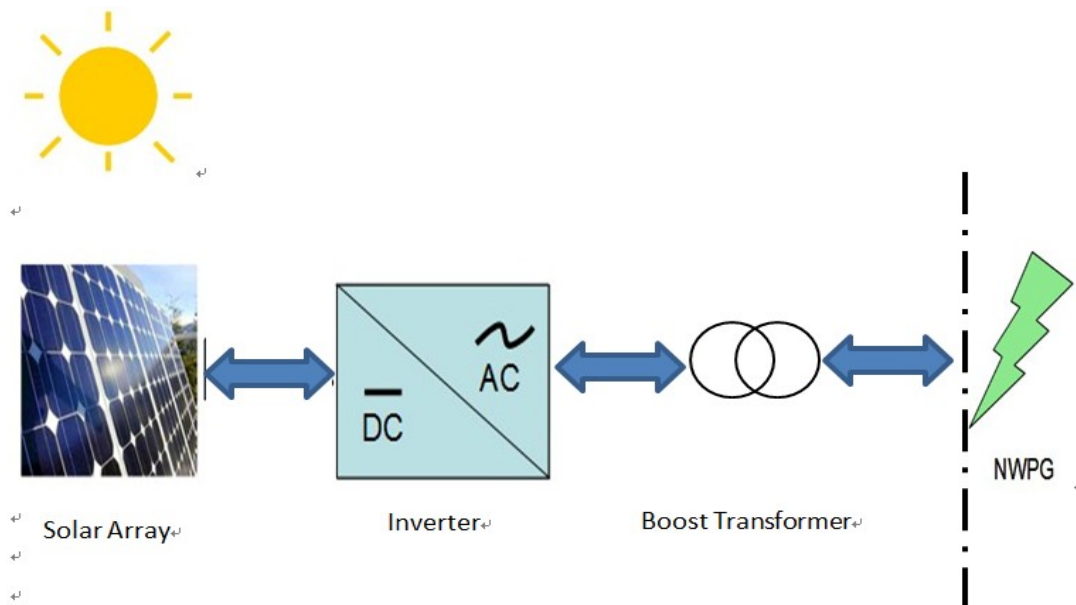 AC
DC
NWPG
Solar Array
Inverter
Boost Transformer